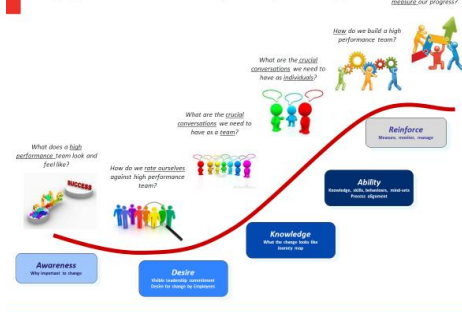 measure our progress?
How do we build a high
performance team?
What are the crucial
conversations we need to
have as individuals?
What are the crucial
conversations we need to
have as a team?
What does a high
performance team look and
feel like?
How do we rate ourselves
against high performance
team?
SUCCESS
Reinforce
Measure, monitor, manage
Ability
Knowledge, skills, behaviours, mind-sets
Process alignment
Knowledge
What the change looks like
Journey map
Desire
Visible Leadership commitment
Desire for change by Employees
Awareness
Why important to change